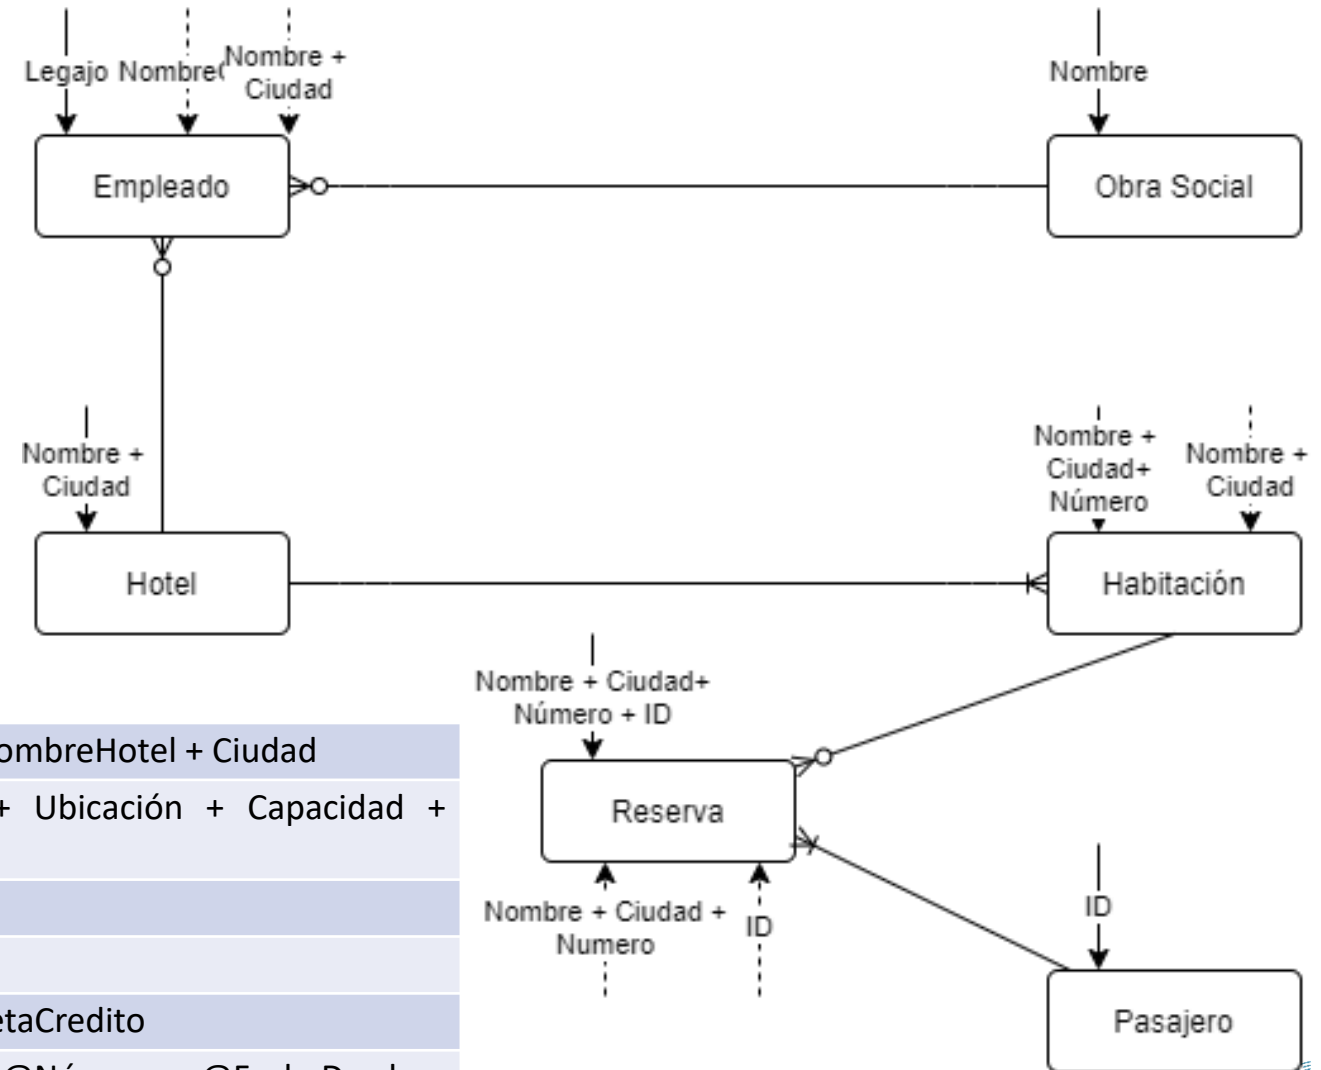 Legajo
Nombre(
Nombre +
Ciudad
Nombre
Empleado
Obra Social
Nombre +
Ciudad
Nombre +
Ciudad+
Número
Nombre +
Ciudad
Hotel
Habitación
Nombre + Ciudad+
Número + ID
ombreHotel + Ciudad
+ Ubicación + Capacidad +
Reserva
Nombre + Ciudad +
Numero
ID
ID
etaCredito
Pasajero